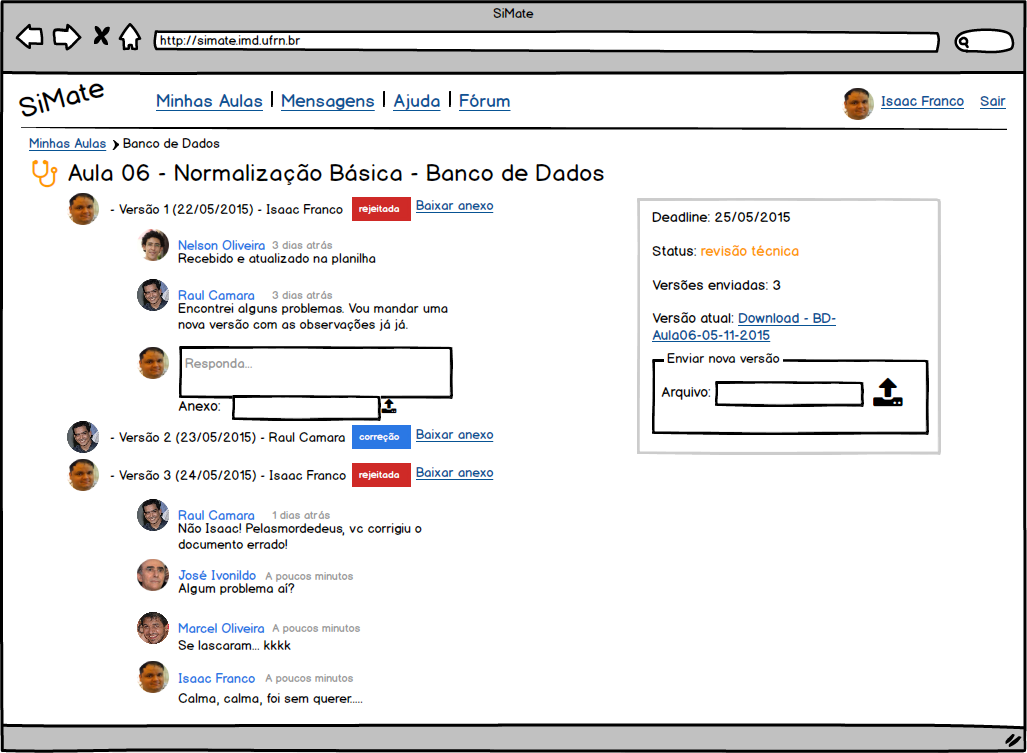 SiMate
http://simate.imd.ufrn.br
SiMate
Minhas Aulas | Mensagens | Ajuda | Fórum
Isaac Franco Sair
Minhas Aulas > Banco de Dados
Aula 06 - Normalização Básica - Banco de Dados
- Versão 1 (22/05/2015) - Isaac Franco rejeitada Baixar anexo
Nelson Oliveira 3 dias atrás
Recebido e atualizado na planilha
Raul Camara 3 dias atrás
Encontrei alguns problemas. Vou mandar uma
nova versão com as observações já já.
Responda...
Anexo:
- Versão 2 (23/05/2015) - Raul Camara correção Baixar anexo
- Versão 3 (24/05/2015) - Isaac Franco rejeitada Baixar anexo
Raul Camara 1 dias atrás
Não Isaac! Pelasmordedeus, vc corrigiu o
documento errado!
José Ivonildo A poucos minutos
Algum problema aí?
Marcel Oliveira A poucos minutos
Se lascaram... kkkk
Isaac Franco A poucos minutos
Calma, calma, foi sem querer.....
Deadline: 25/05/2015
Status: revisão técnica
Versões enviadas: 3
Versão atual: Download - BD-
Aula06-05-11-2015
Enviar nova versão
Arquivo: